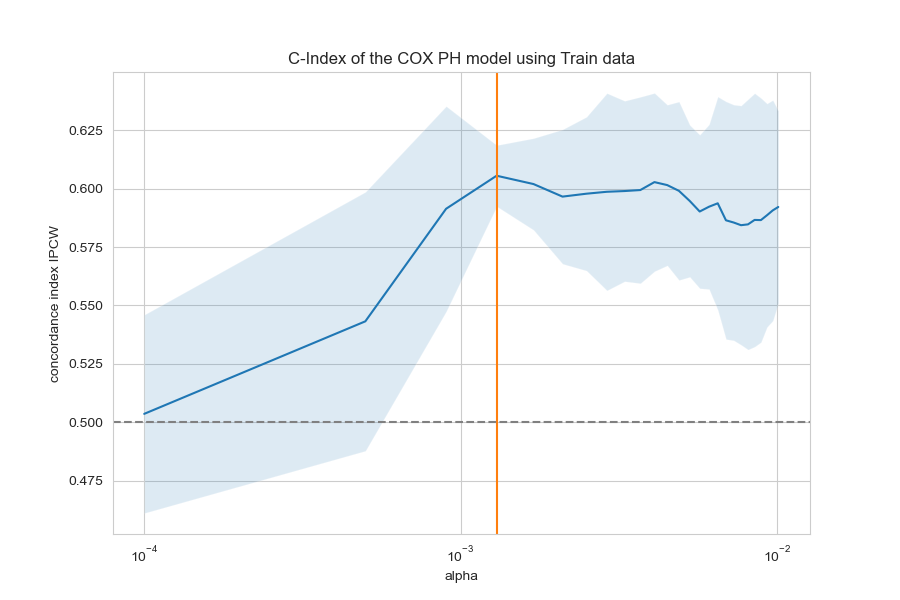 C-Index of the COX PH model using Train data
concordance index IPCW
0.625
0.600
0.575
0.550
0.525
0.500
0.475
10⁻⁴ 10⁻³ 10⁻²
alpha